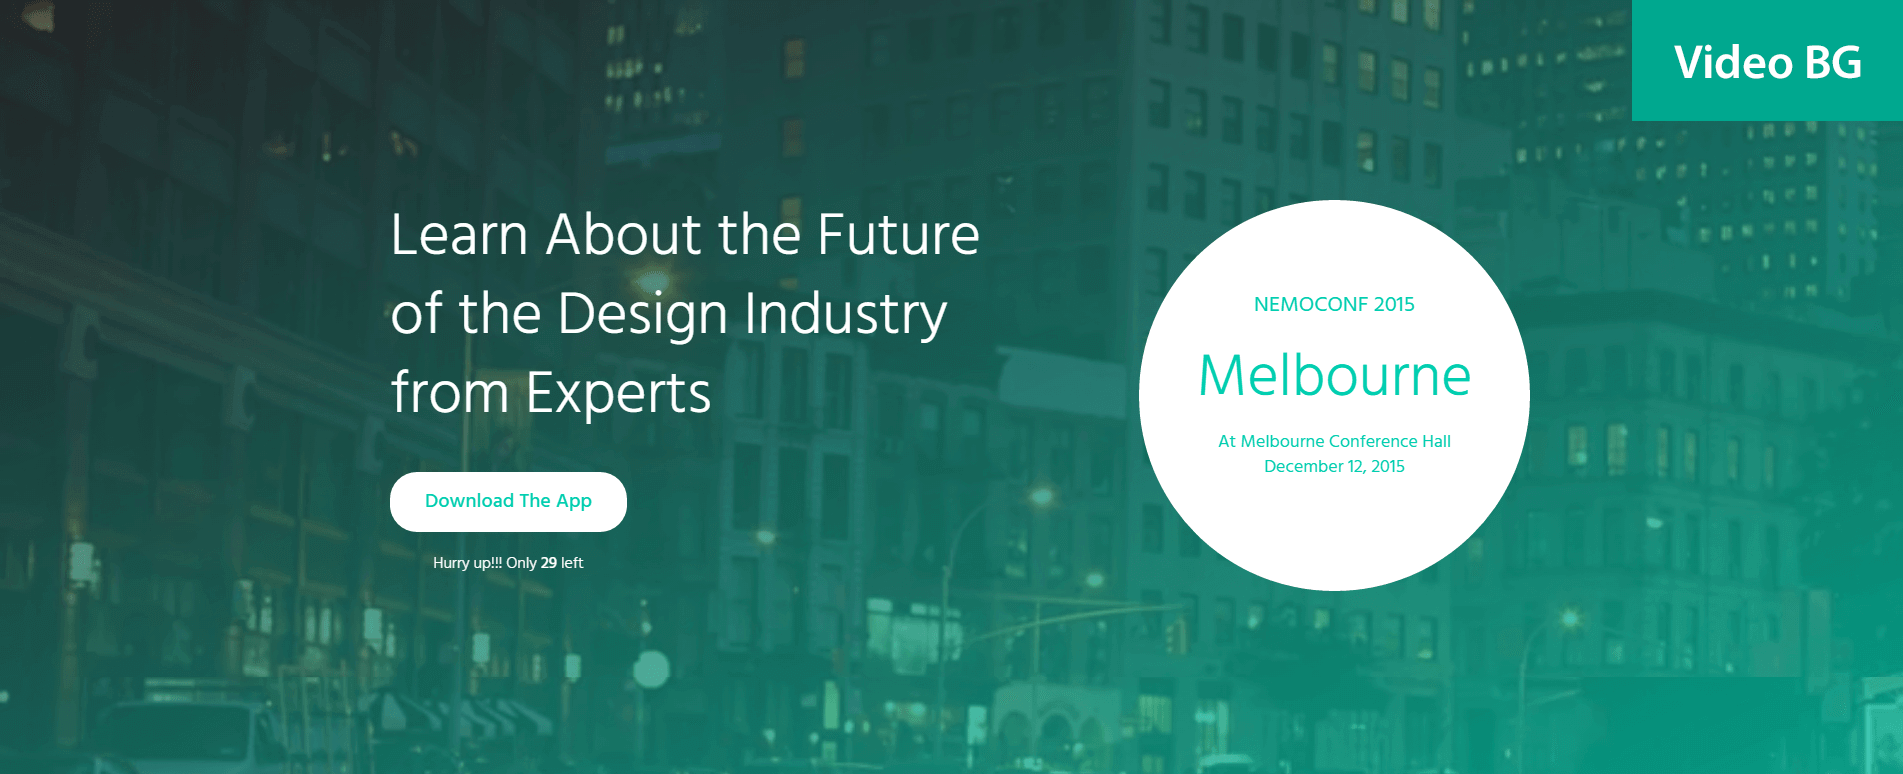 Video BG
Learn About the Future
of the Design Industry
from Experts
Download The App
Hurry up!!! Only 29 left
NEMOCONF 2015
Melbourne
At Melbourne Conference Hall
December 12, 2015